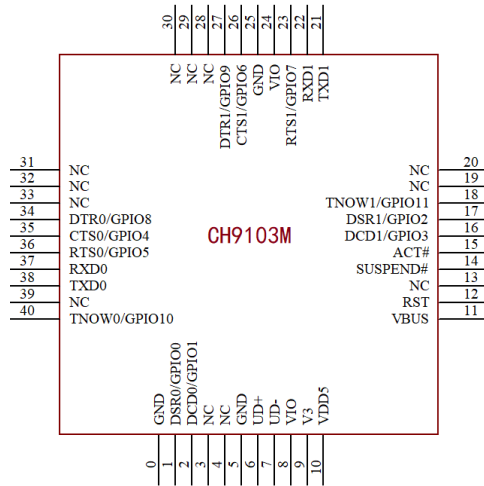 30 29 28 27 26 25 24 23 22 21
NC NC NC DTR1/GPIO9 CTS1/GPIO6 GND VIO RTS1/GPIO7 RXD1 TXD1
31 NC
32 NC
33 NC
34 DTR0/GPIO8
35 CTS0/GPIO4
36 RTS0/GPIO5
37 RXD0
38 TXD0
39 NC
40 TNOW0/GPIO10
CH9103M
NC 20
NC 19
TNOW1/GPIO11 18
DSR1/GPIO2 17
DCD1/GPIO3 16
ACT# 15
SUSPEND# 14
NC 13
RST 12
VBUS 11
GND DSR0/GPIO0 DCD0/GPIO1 NC NC GND UD+ UD- VIO V3 VDD5
0 1 2 3 4 5 6 7 8 9 10